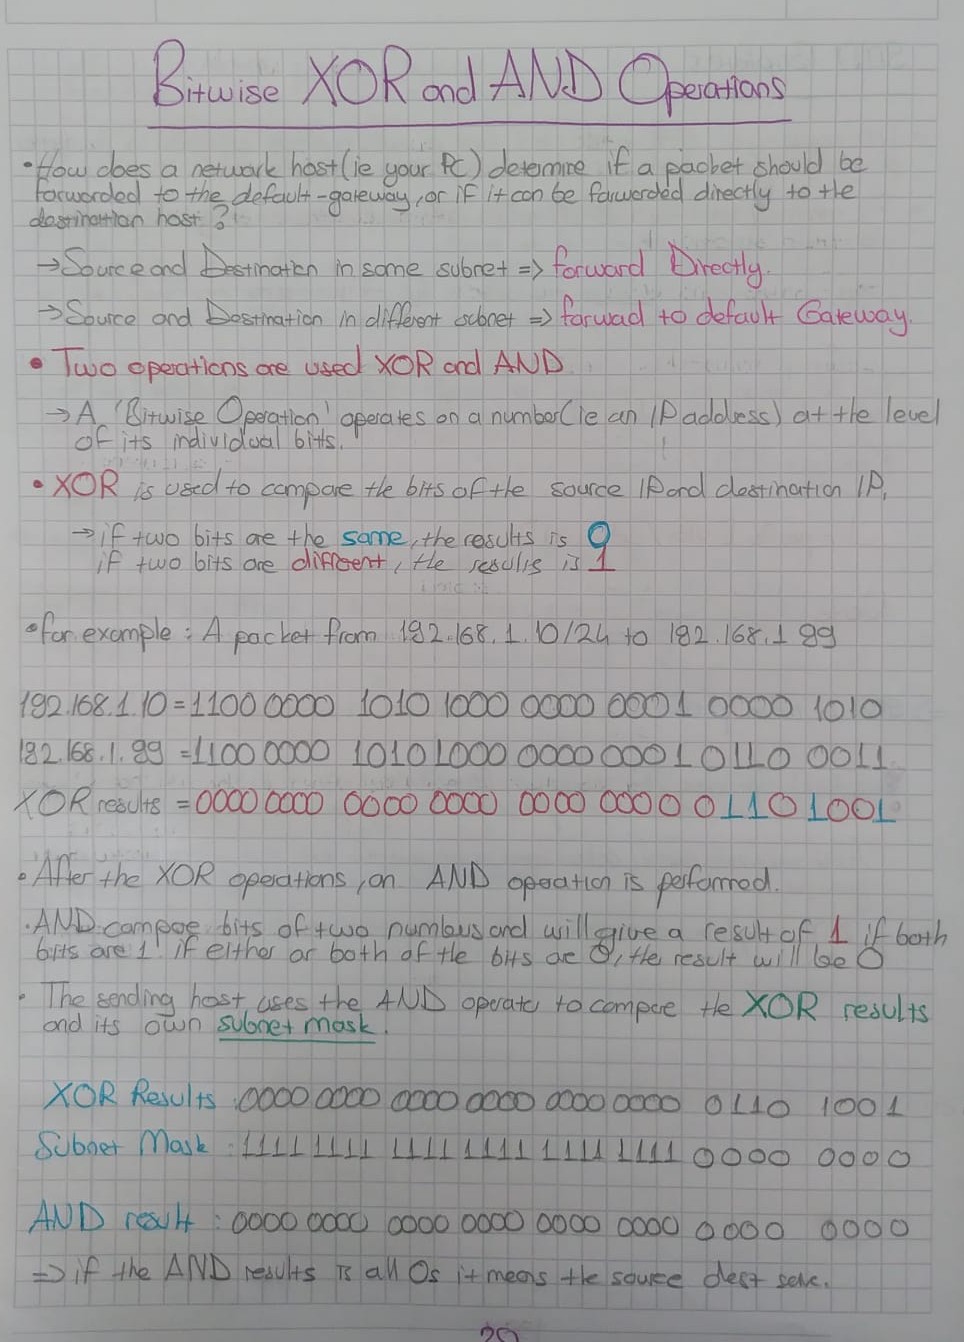 Bitwise XOR and AND Operations
• How does a network host (ie your PC) determine if a packet should be
forwarded to the default-gateway, or if it can be forwarded directly to the
destination host?
→ Source and Destination in same subnet => forward Directly.
→ Source and Destination in different subnet => forwad to default Gateway.
• Two operations are used XOR and AND
→ A 'Bitwise Operation' operates on a number (ie an IP address) at the level
of its individual bits.
• XOR is used to compare the bits of the source IP and destination IP,
→ if two bits are the same, the results is 0
if two bits are different, the results is 1
• for example : A packet from 192.168.1.10/24 to 192.168.1 99
192.168.1.10 = 1100 0000 1010 1000 0000 0001 0000 1010
192.168.1.99 = 1100 0000 1010 1000 0000 0001 0110 0011
XOR results = 0000 0000 0000 0000 0000 0000 0110 1001
• After the XOR operations, an AND operation is performed.
• AND compare bits of two numbers and will give a result of 1 if both
bits are 1. if either or both of the bits are 0, the result will be 0
• The sending host uses the AND operator to compare the XOR results
and its own subnet mask.
XOR Results : 0000 0000 0000 0000 0000 0000 0110 1001
Subnet Mask : 1111 1111 1111 1111 1111 1111 0000 0000
AND result : 0000 0000 0000 0000 0000 0000 0000 0000
=> if the AND results is all 0s it means the source dest